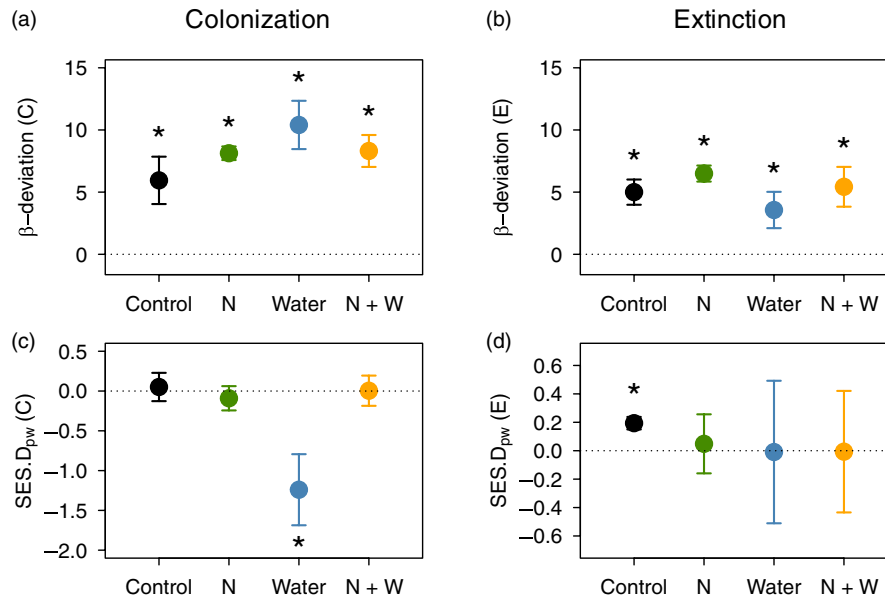 (a) Colonization
(b) Extinction
15
10
5
0
β−deviation (C)
* * * *
Control N Water N + W
15
10
5
0
β−deviation (E)
* * * *
Control N Water N + W
(c)
0.5
0.0
−0.5
−1.0
−1.5
−2.0
SES.Dpw (C)
*
Control N Water N + W
(d)
0.6
0.4
0.2
0.0
−0.2
−0.4
−0.6
SES.Dpw (E)
*
Control N Water N + W